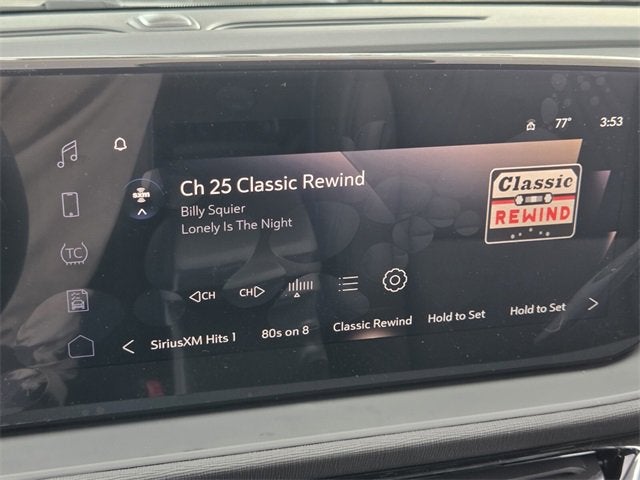 77° 3:53
sxm
Ch 25 Classic Rewind
Billy Squier
Lonely Is The Night
Classic
REWIND
TC
CH CH
SiriusXM Hits 1 80s on 8 Classic Rewind Hold to Set Hold to Set